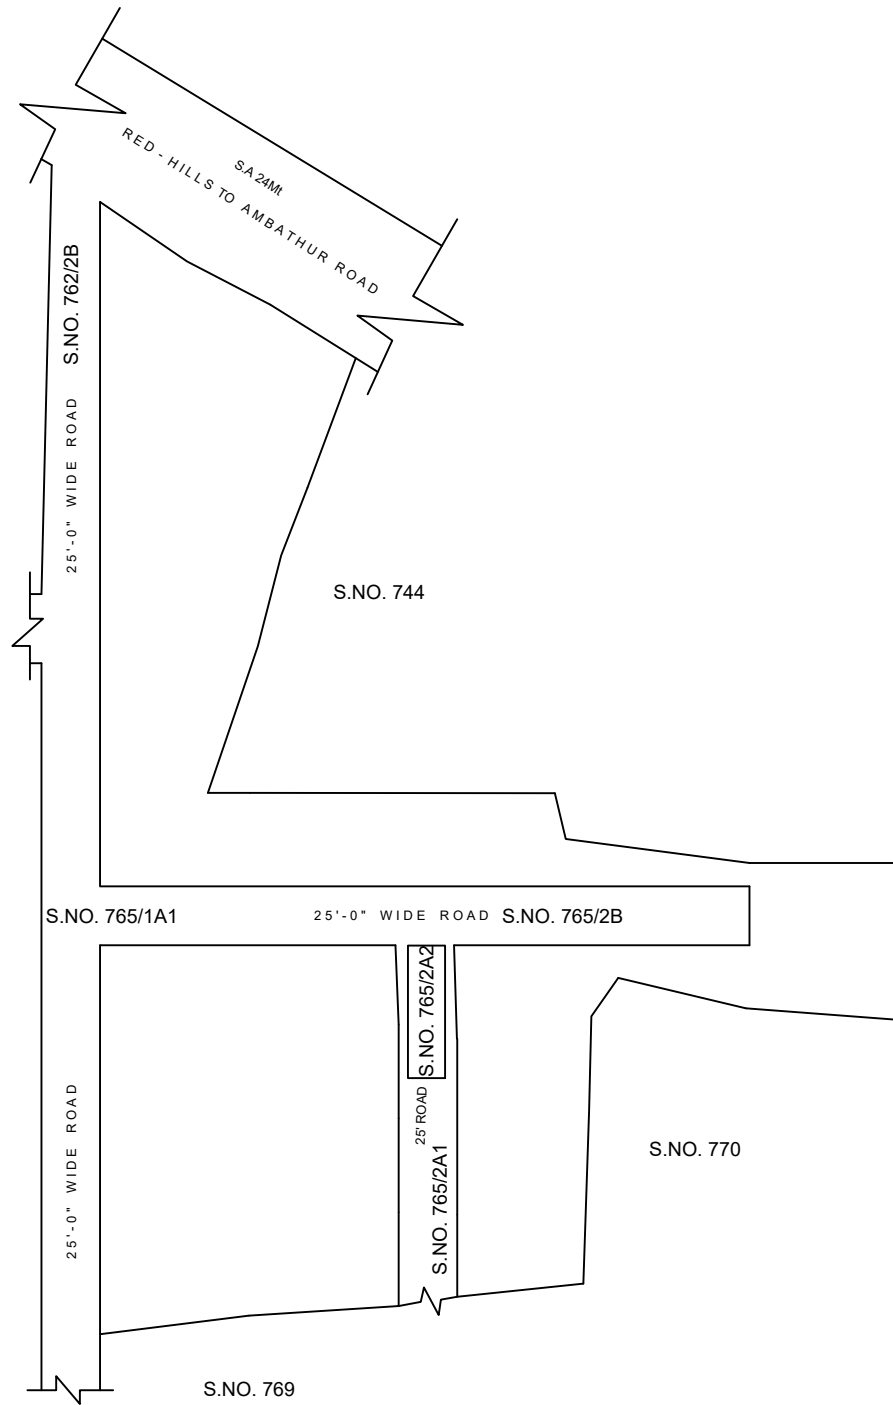 S.A 24Mt
RED - HILLS TO AMBATHUR ROAD
S.NO. 762/2B
25'-0" WIDE ROAD
S.NO. 744
S.NO. 765/1A1
25'-0" WIDE ROAD
S.NO. 765/2B
S.NO. 765/2A2
25' ROAD
S.NO. 765/2A1
25'-0" WIDE ROAD
S.NO. 770
S.NO. 769